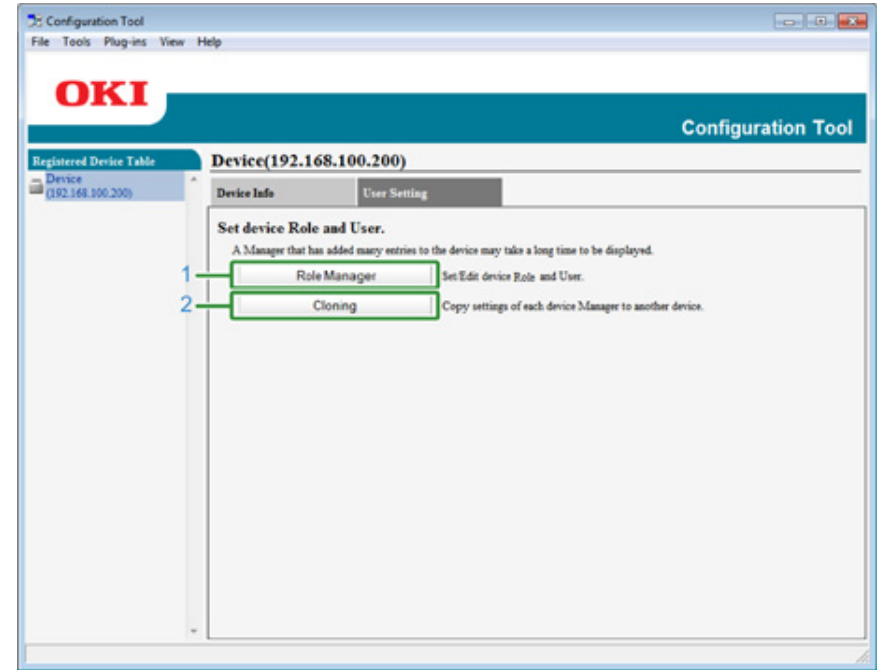 Configuration Tool
File Tools Plug-ins View Help
OKI
Configuration Tool
Registered Device Table
Device
(192.168.100.200)
Device(192.168.100.200)
Device Info User Setting
Set device Role and User.
A Manager that has added many entries to the device may take a long time to be displayed.
1 Role Manager Set/Edit device Role and User.
2 Cloning Copy settings of each device Manager to another device.